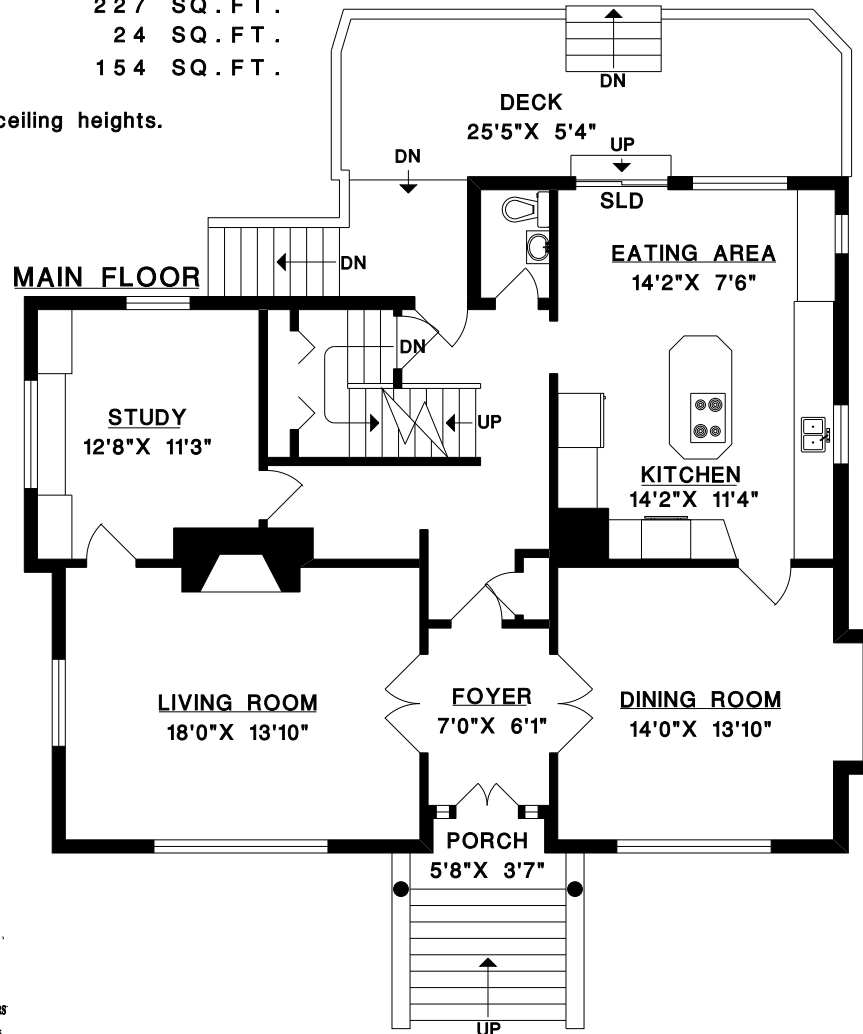 227 SQ.FT.
24 SQ.FT.
154 SQ.FT.
ceiling heights.
DN
DECK
25'5"X 5'4"
UP
DN
SLD
DN
MAIN FLOOR
EATING AREA
14'2"X 7'6"
DN
UP
STUDY
12'8"X 11'3"
KITCHEN
14'2"X 11'4"
LIVING ROOM
18'0"X 13'10"
FOYER
7'0"X 6'1"
DINING ROOM
14'0"X 13'10"
PORCH
5'8"X 3'7"
UP